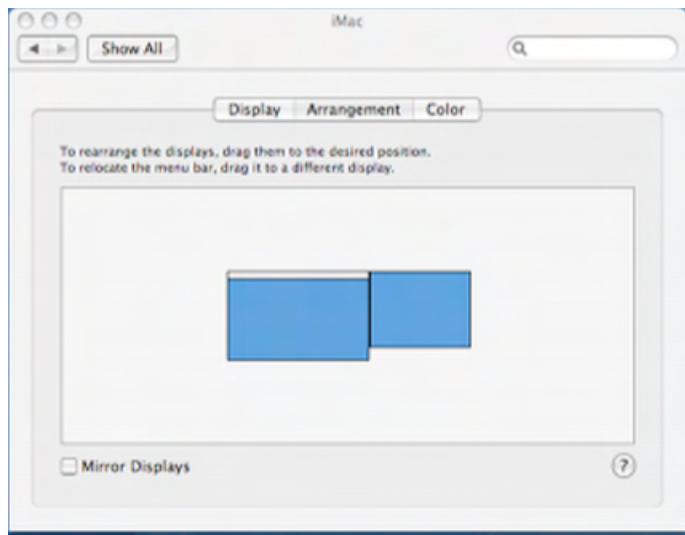 iMac
Show All
Display Arrangement Color
To rearrange the displays, drag them to the desired position.
To relocate the menu bar, drag it to a different display.
Mirror Displays
?